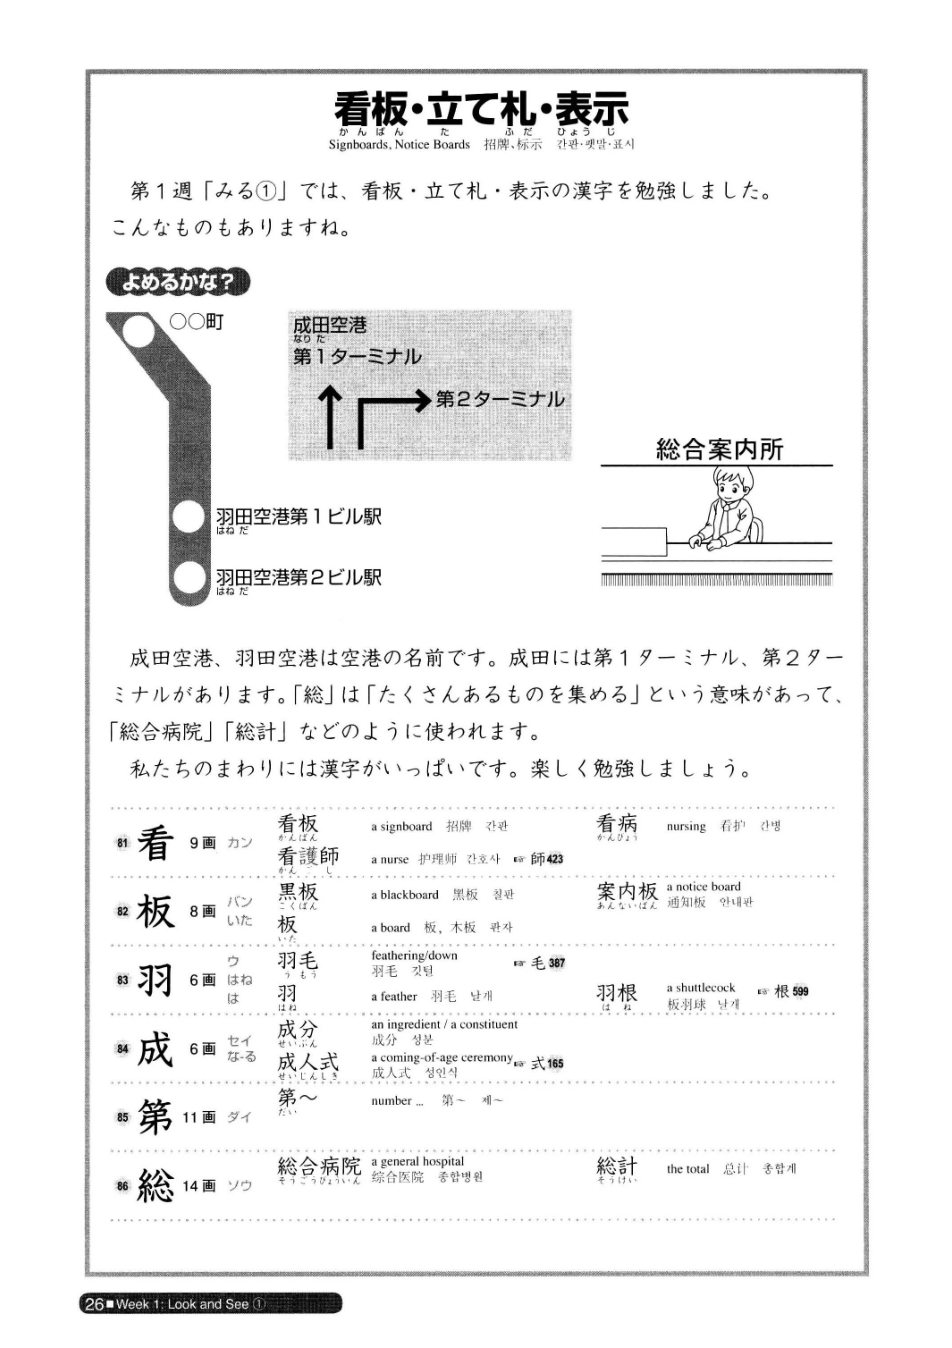 看板・立て札・表示
かんばん た ふだ ひょうじ
Signboards, Notice Boards 招牌、标示 간판·팻말·표시
第1週「みる①」では、看板・立て札・表示の漢字を勉強しました。
こんなものもありますね。
よめるかな?
○○町
成田空港
なりた
第1ターミナル
第2ターミナル
総合案内所
羽田空港第1ビル駅
はねだ
羽田空港第2ビル駅
はねだ
成田空港、羽田空港は空港の名前です。成田には第1ターミナル、第2ター
ミナルがあります。「総」は「たくさんあるものを集める」という意味があって、
「総合病院」「総計」などのように使われます。
私たちのまわりには漢字がいっぱいです。楽しく勉強しましょう。
81 看 9画 カン
看板 a signboard 招牌 간판
かんばん
看病 nursing 看护 간병
かんびょう
看護師 a nurse 护理师 간호사 ☞師423
かんごし
82 板 8画 バン いた
黒板 a blackboard 黑板 칠판
こくばん
案内板 a notice board 通知板 안내판
あんないばん
板 a board 板，木板 판자
いた
83 羽 6画 ウ はね は
羽毛 feathering/down 羽毛 깃털 ☞毛387
うもう
羽 a feather 羽毛 날개
はね
羽根 a shuttlecock 板羽球 날개 ☞根599
はね
84 成 6画 セイ な-る
成分 an ingredient / a constituent 成分 성분
せいぶん
成人式 a coming-of-age ceremony 成人式 성인식 ☞式165
せいじんしき
85 第 11画 ダイ
第〜 number ... 第〜 제〜
だい
86 総 14画 ソウ
総合病院 a general hospital 综合医院 종합병원
そうごうびょういん
総計 the total 总计 총합계
そうけい
26■Week 1: Look and See ①